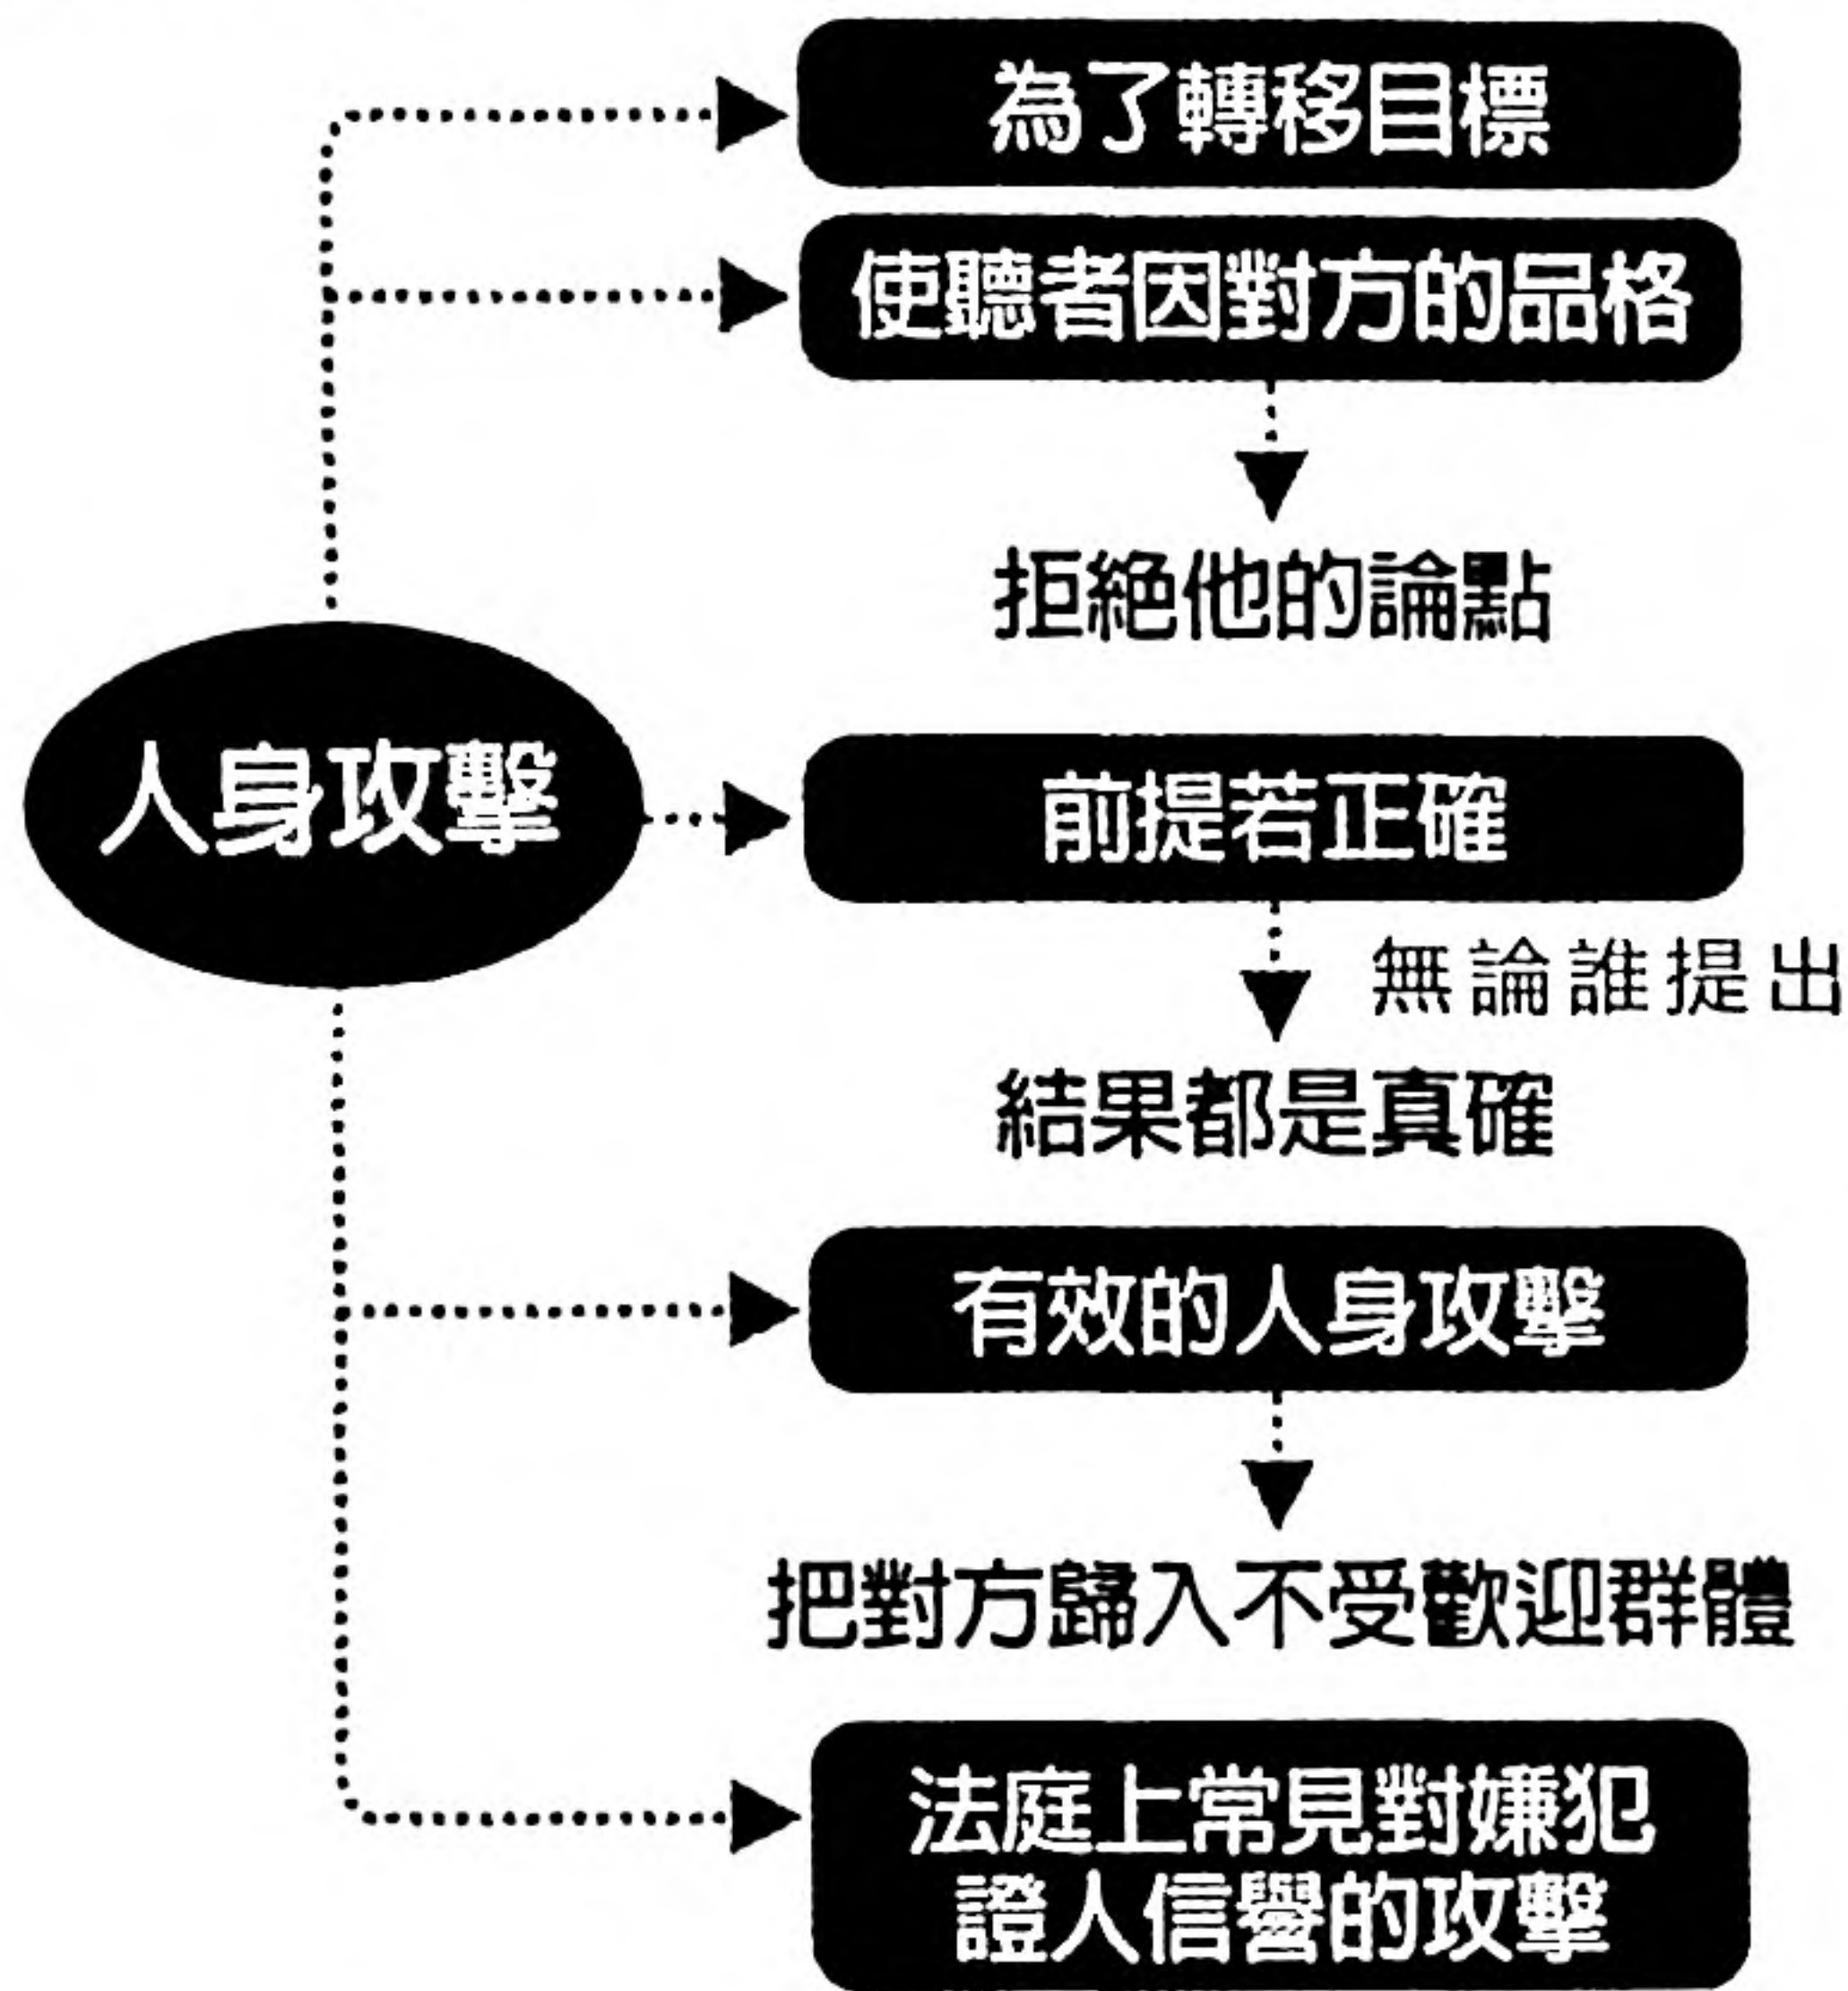 為了轉移目標
使聽者因對方的品格
拒絕他的論點
人身攻擊
前提若正確
無論誰提出
結果都是真確
有效的人身攻擊
把對方歸入不受歡迎群體
法庭上常見對嫌犯
證人信譽的攻擊